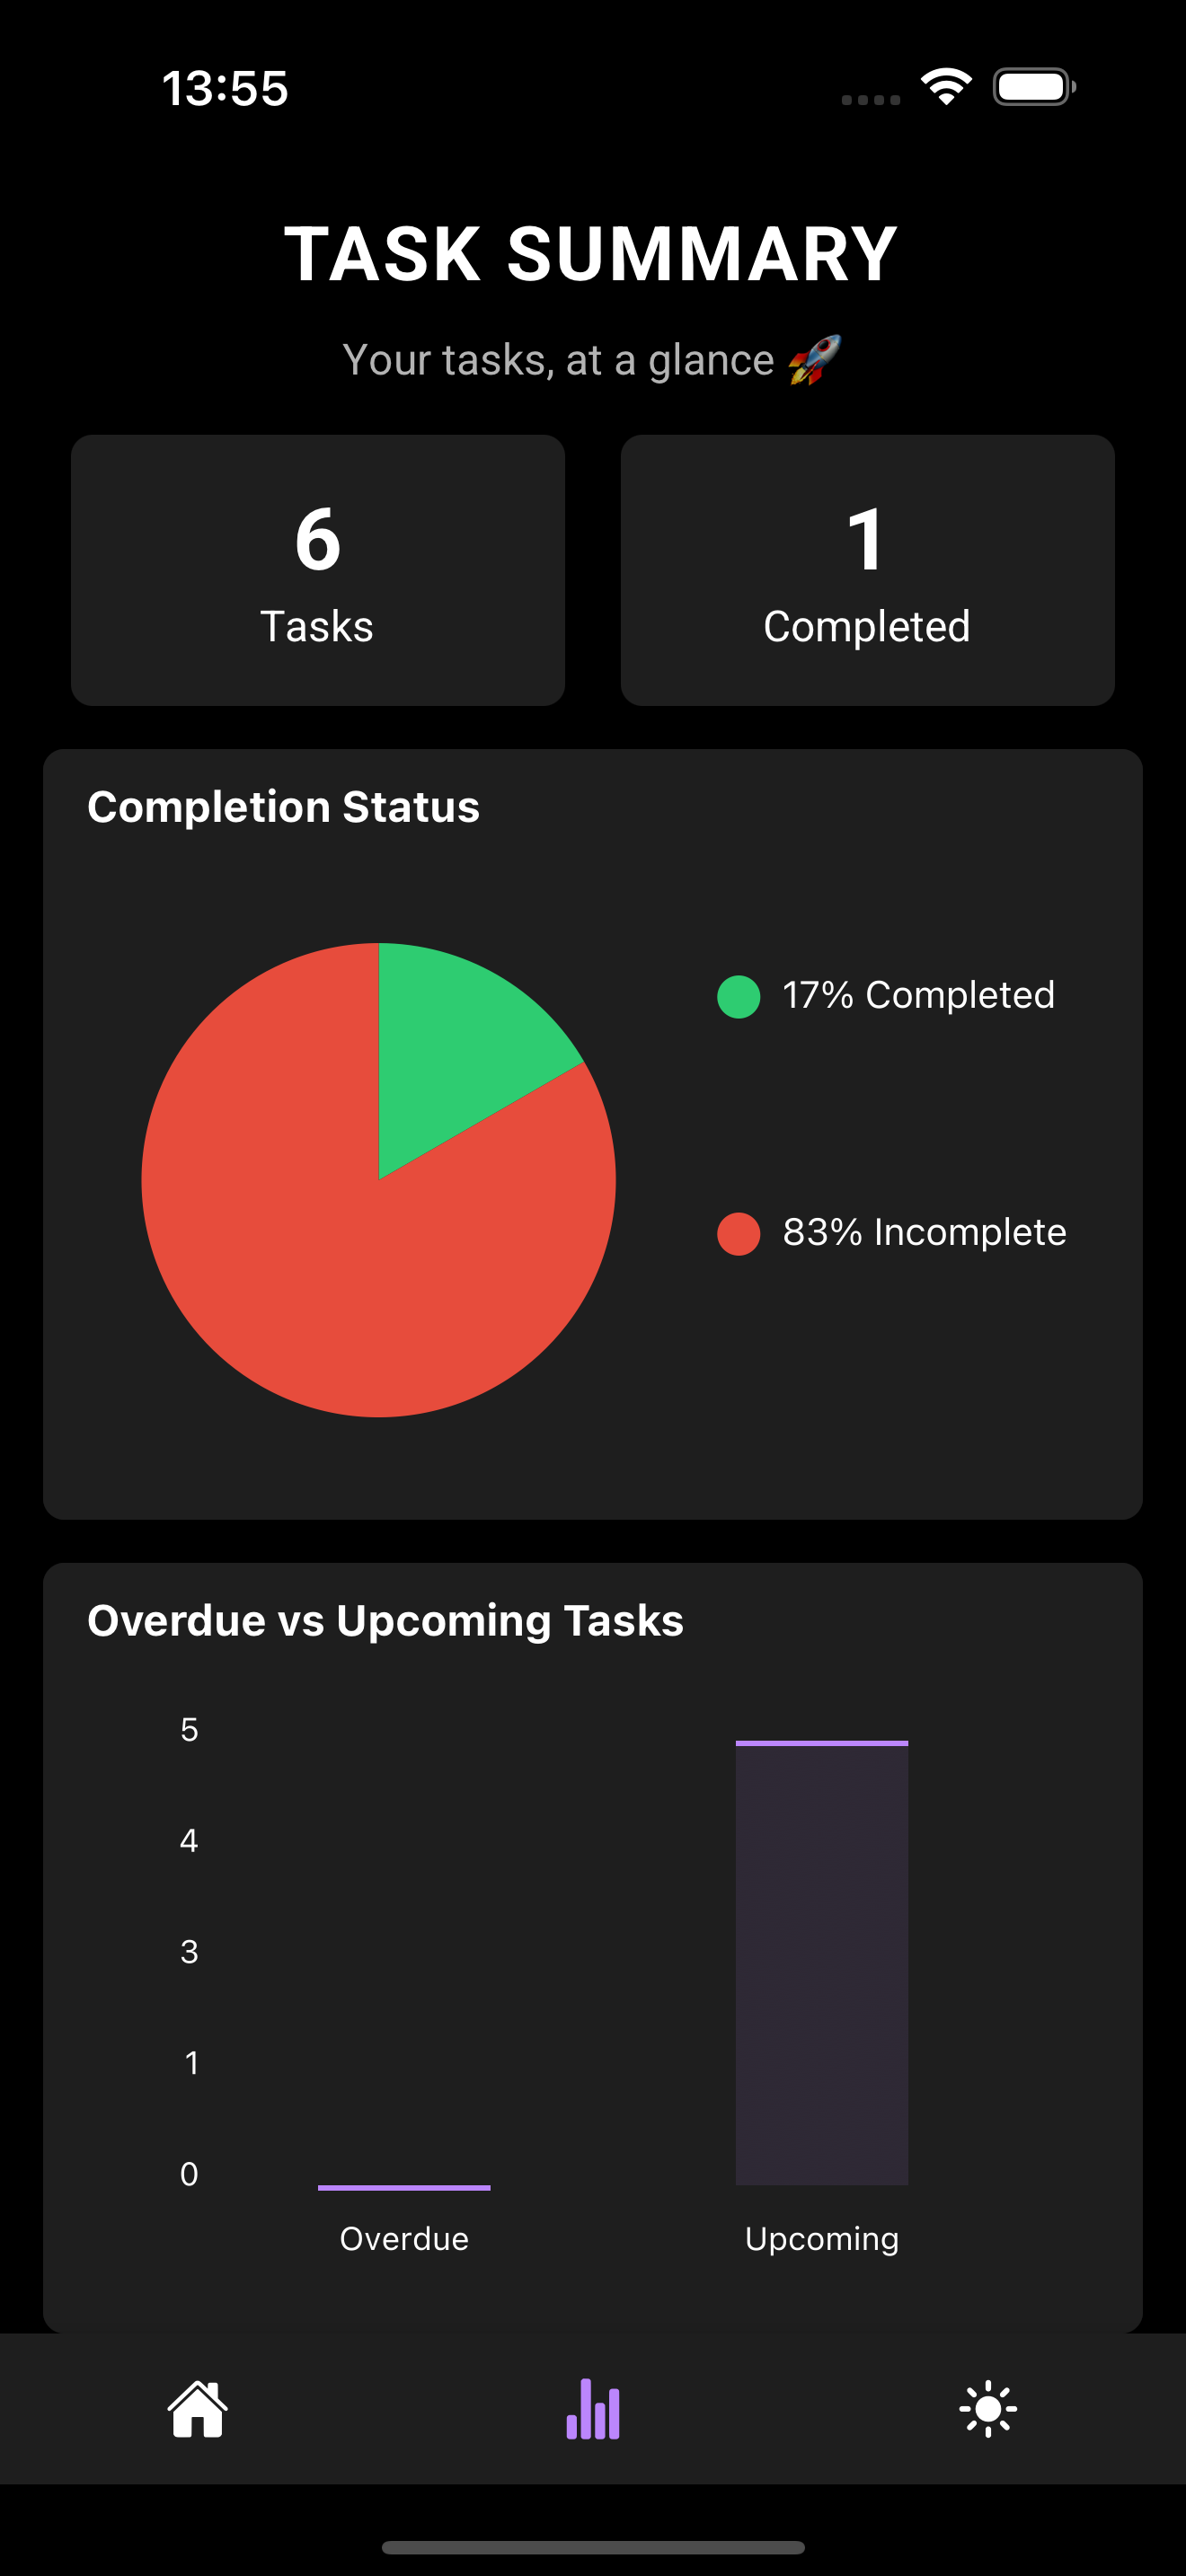 13:55
TASK SUMMARY
Your tasks, at a glance 🚀
6
Tasks
1
Completed
Completion Status
17% Completed
83% Incomplete
Overdue vs Upcoming Tasks
5
4
3
1
0
Overdue
Upcoming